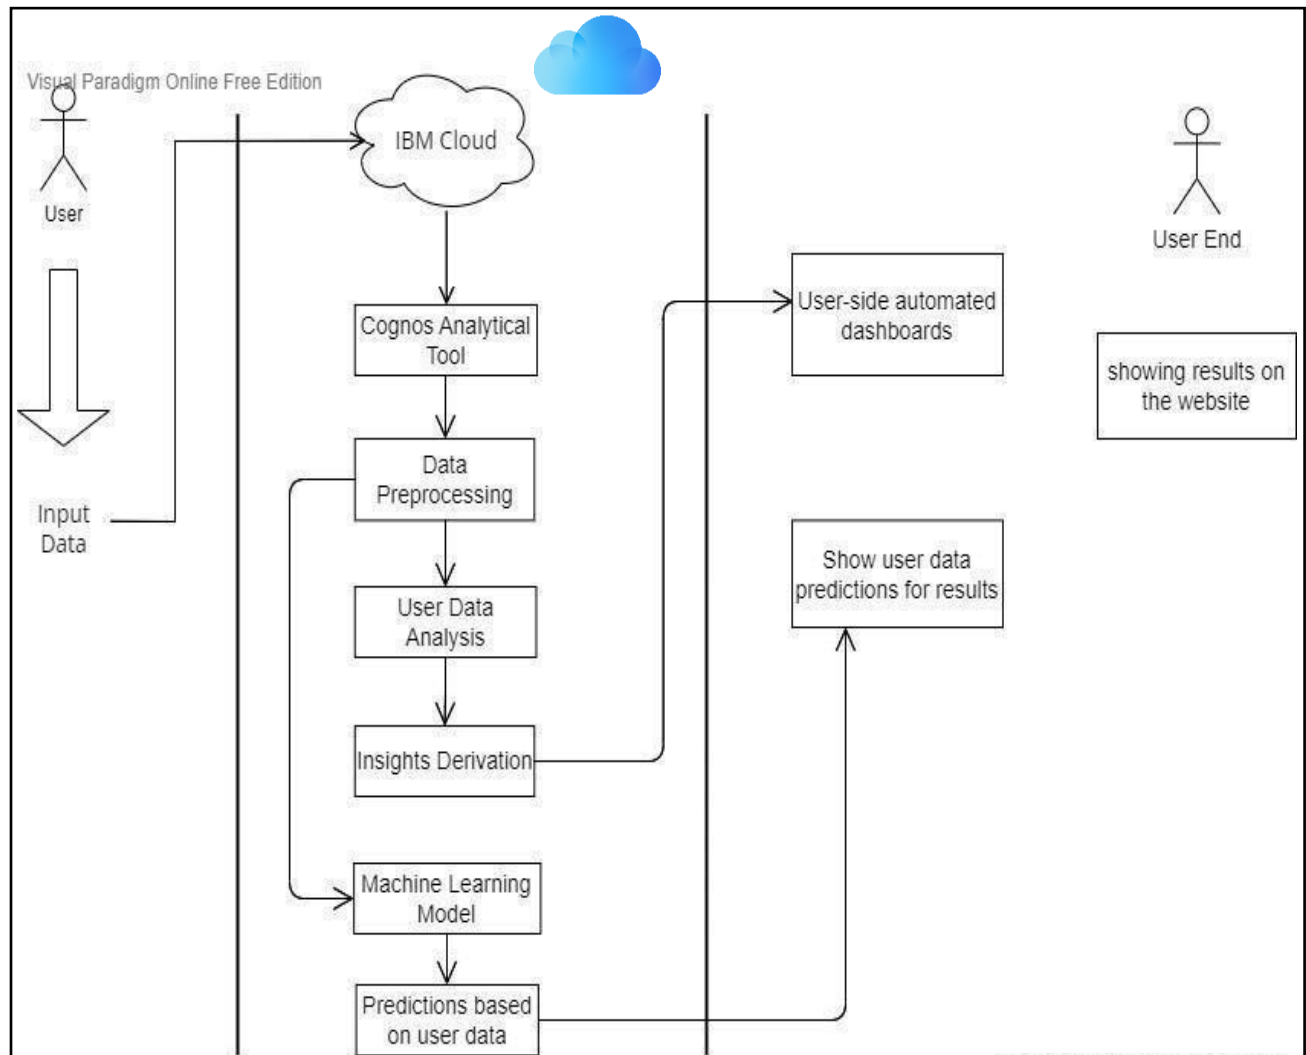 Visual Paradigm Online Free Edition
User
Input
Data
IBM Cloud
Cognos Analytical
Tool
Data
Preprocessing
User Data
Analysis
Insights Derivation
Machine Learning
Model
Predictions based
on user data
User-side automated
dashboards
Show user data
predictions for results
User End
showing results on
the website